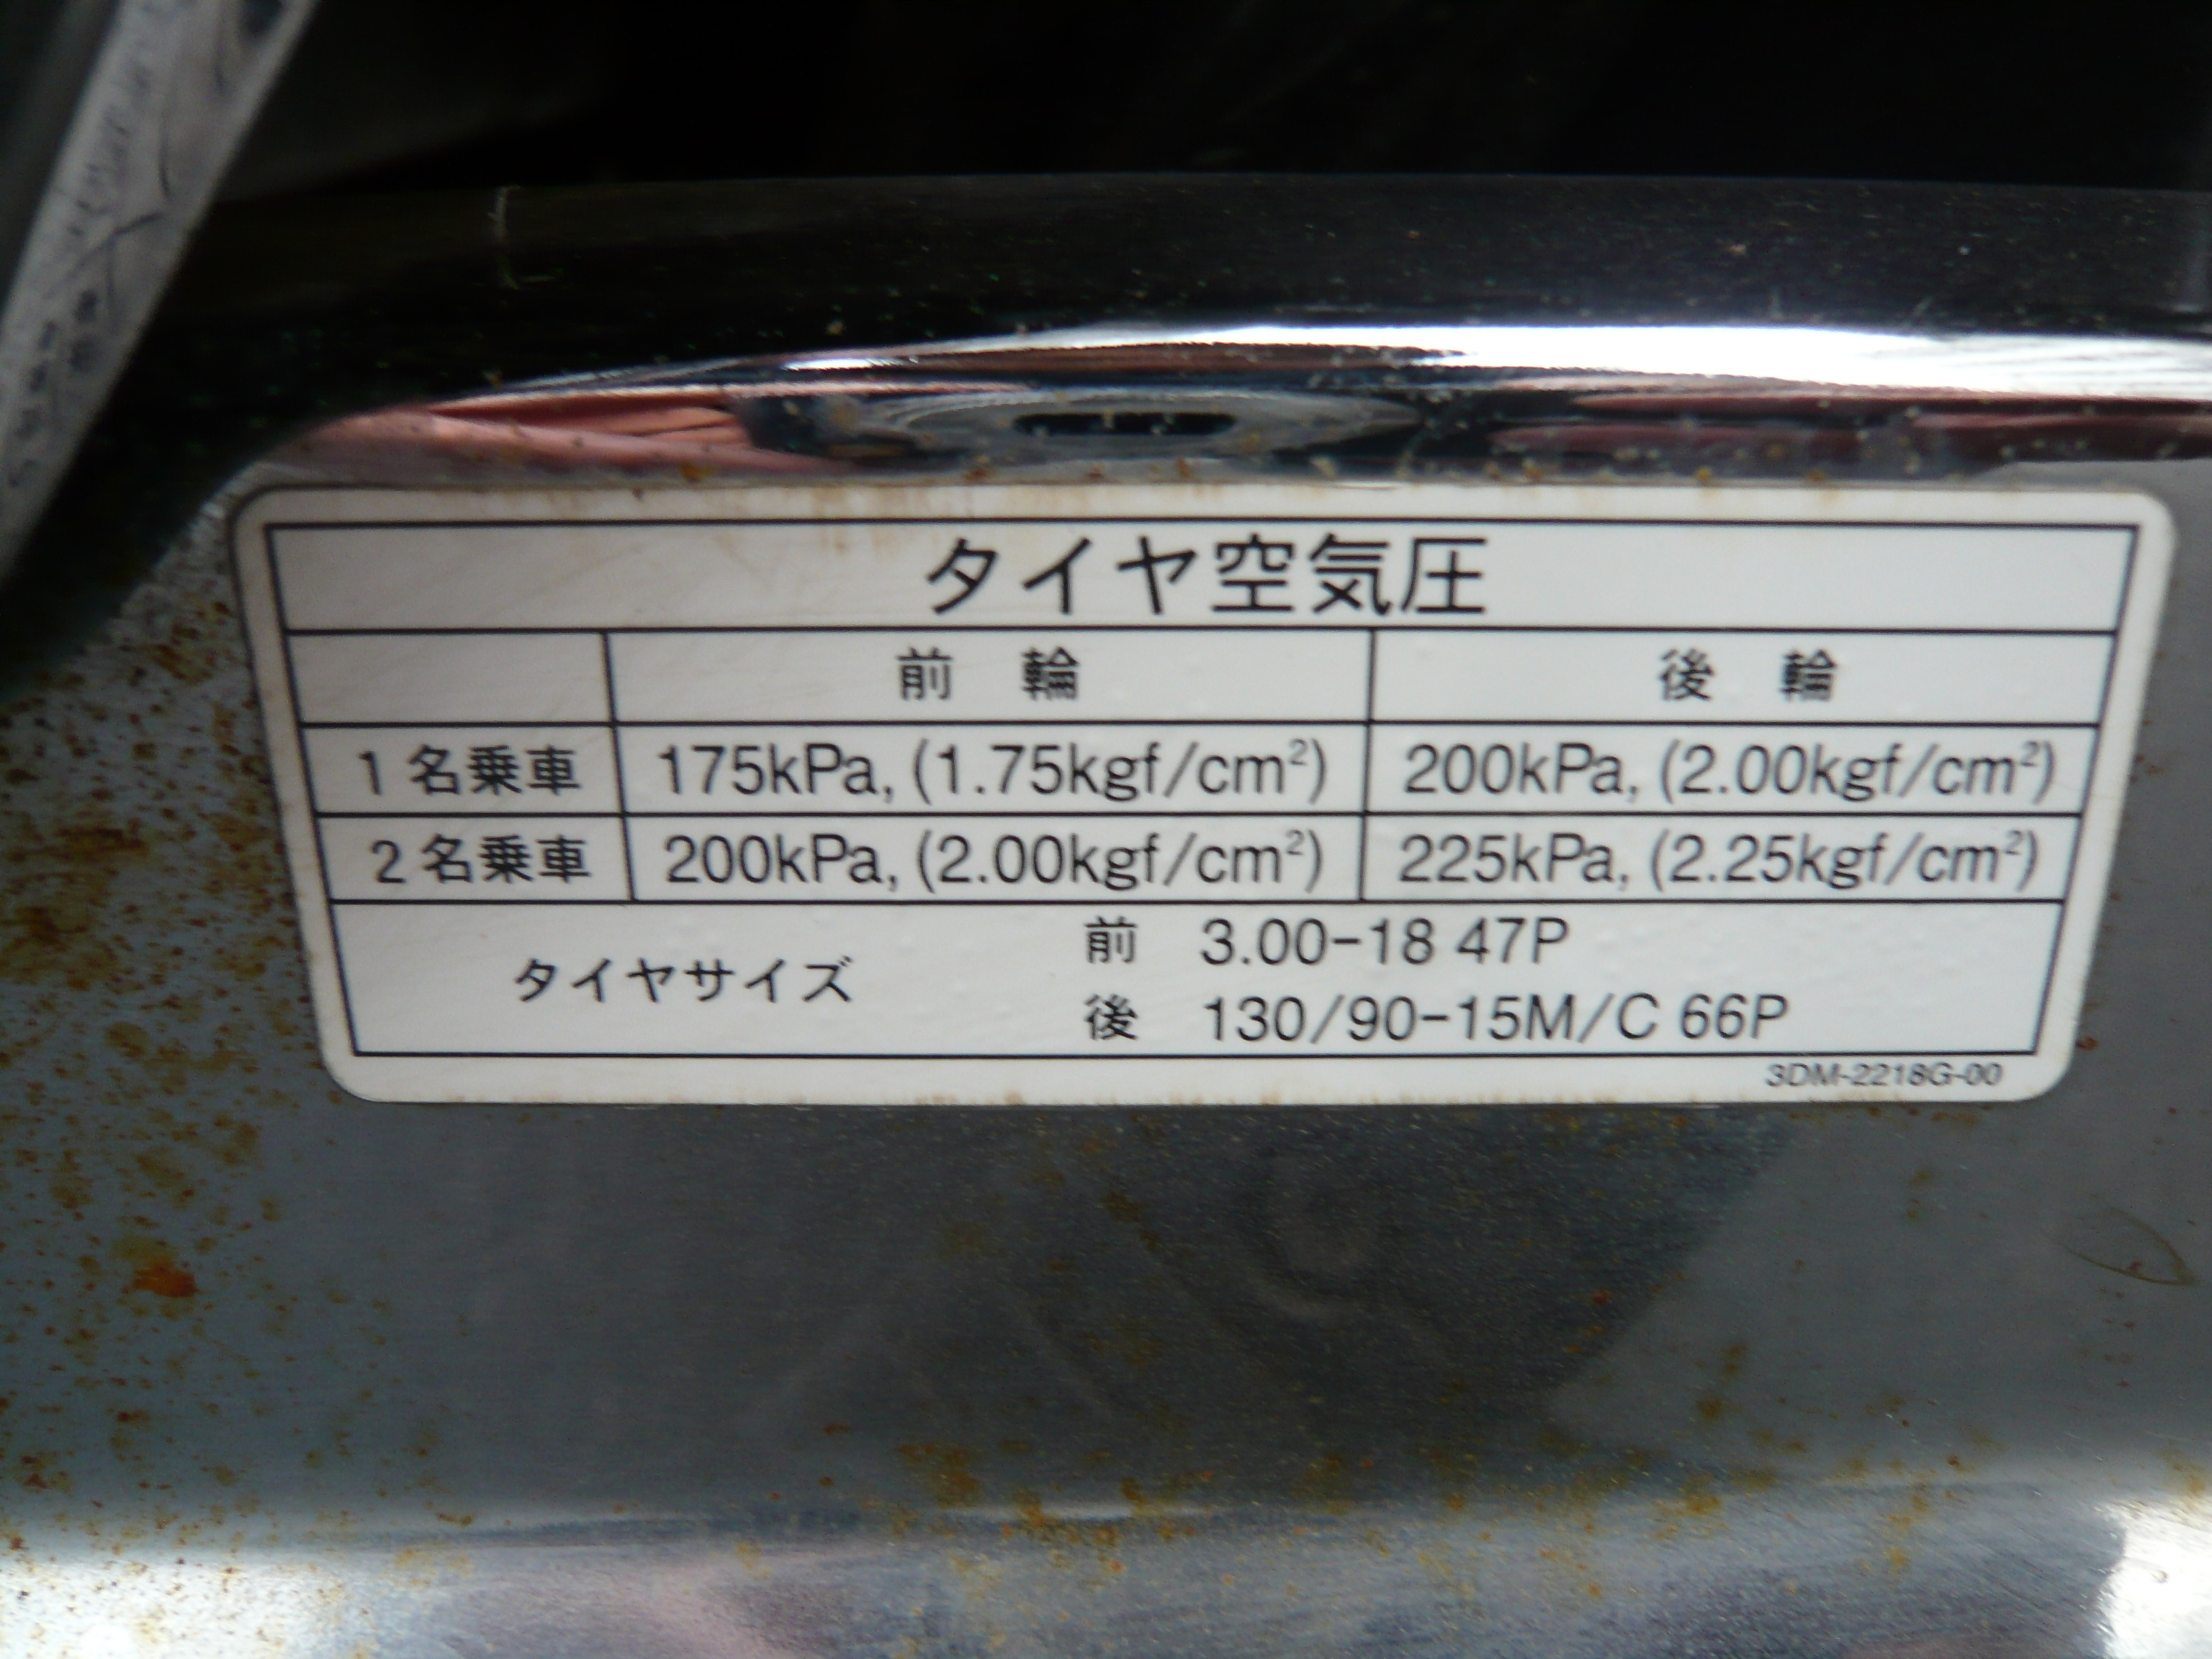 タイヤ空気圧
前 輪 後 輪
1名乗車 175kPa, (1.75kgf/cm²) 200kPa, (2.00kgf/cm²)
2名乗車 200kPa, (2.00kgf/cm²) 225kPa, (2.25kgf/cm²)
タイヤサイズ
前 3.00-18 47P
後 130/90-15M/C 66P
3DM-2218G-00